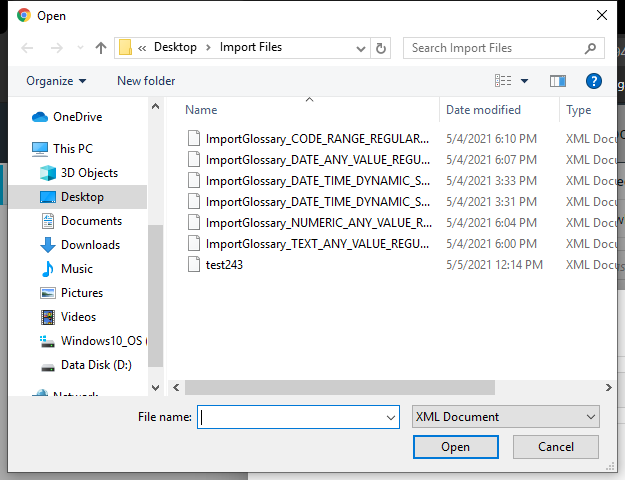 Open
« Desktop › Import Files
Search Import Files
Organize
New folder
Name
Date modified
Type
OneDrive
This PC
3D Objects
Desktop
Documents
Downloads
Music
Pictures
Videos
Windows10_OS (
Data Disk (D:)
Network
ImportGlossary_CODE_RANGE_REGULAR... 5/4/2021 6:10 PM XML Docu
ImportGlossary_DATE_ANY_VALUE_REGU... 5/4/2021 6:07 PM XML Docu
ImportGlossary_DATE_TIME_DYNAMIC_S... 5/4/2021 3:33 PM XML Docu
ImportGlossary_DATE_TIME_DYNAMIC_S... 5/4/2021 3:31 PM XML Docu
ImportGlossary_NUMERIC_ANY_VALUE_R... 5/4/2021 6:04 PM XML Docu
ImportGlossary_TEXT_ANY_VALUE_REGU... 5/4/2021 6:00 PM XML Docu
test243 5/5/2021 12:14 PM XML Docu
File name:
XML Document
Open
Cancel